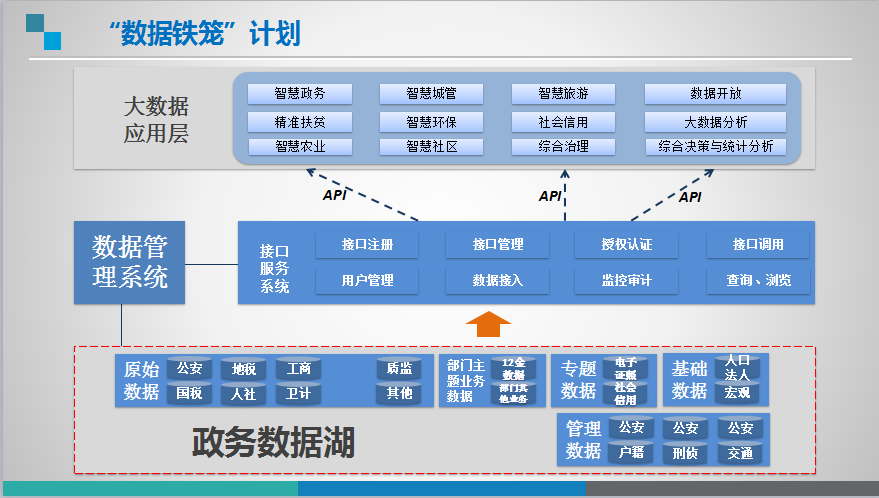 “数据铁笼”计划
大数据
应用层
智慧政务 智慧城管 智慧旅游 数据开放
精准扶贫 智慧环保 社会信用 大数据分析
智慧农业 智慧社区 综合治理 综合决策与统计分析
API API API
数据管
理系统
接口
服务
系统
接口注册 接口管理 授权认证 接口调用
用户管理 数据接入 监控审计 查询、浏览
原始
数据
公安 地税 工商 质监
国税 人社 卫计 其他
部门主
题业务
数据
12金
数据
部门其
他业务
专题
数据
电子
证照
社会
信用
基础
数据
人口
法人
宏观
管理
数据
公安 公安 公安
户籍 刑侦 交通
政务数据湖